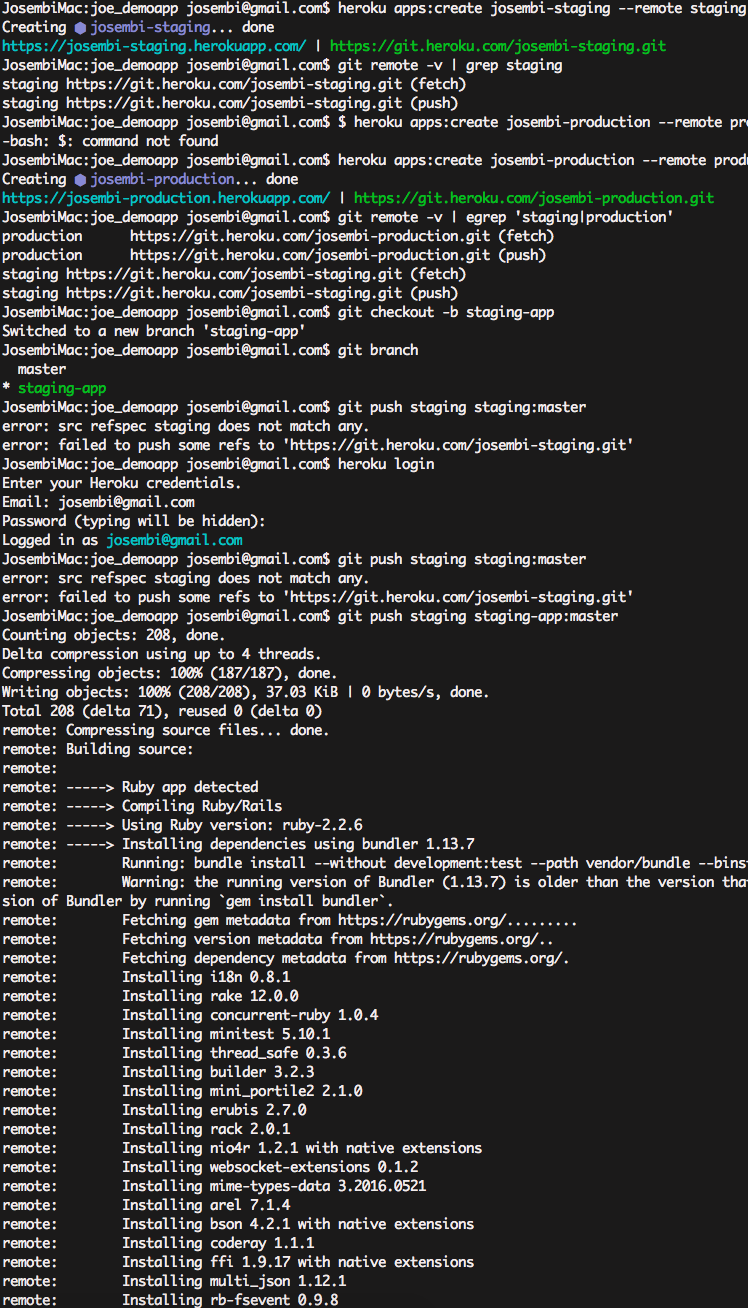 JosembiMac:joe_demoapp josembi@gmail.com$ heroku apps:create josembi-staging --remote staging
Creating ⬢ josembi-staging... done
https://josembi-staging.herokuapp.com/ | https://git.heroku.com/josembi-staging.git
JosembiMac:joe_demoapp josembi@gmail.com$ git remote -v | grep staging
staging https://git.heroku.com/josembi-staging.git (fetch)
staging https://git.heroku.com/josembi-staging.git (push)
JosembiMac:joe_demoapp josembi@gmail.com$ $ heroku apps:create josembi-production --remote pro
-bash: $: command not found
JosembiMac:joe_demoapp josembi@gmail.com$ heroku apps:create josembi-production --remote prod
Creating ⬢ josembi-production... done
https://josembi-production.herokuapp.com/ | https://git.heroku.com/josembi-production.git
JosembiMac:joe_demoapp josembi@gmail.com$ git remote -v | egrep 'staging|production'
production      https://git.heroku.com/josembi-production.git (fetch)
production      https://git.heroku.com/josembi-production.git (push)
staging https://git.heroku.com/josembi-staging.git (fetch)
staging https://git.heroku.com/josembi-staging.git (push)
JosembiMac:joe_demoapp josembi@gmail.com$ git checkout -b staging-app
Switched to a new branch 'staging-app'
JosembiMac:joe_demoapp josembi@gmail.com$ git branch
  master
* staging-app
JosembiMac:joe_demoapp josembi@gmail.com$ git push staging staging:master
error: src refspec staging does not match any.
error: failed to push some refs to 'https://git.heroku.com/josembi-staging.git'
JosembiMac:joe_demoapp josembi@gmail.com$ heroku login
Enter your Heroku credentials.
Email: josembi@gmail.com
Password (typing will be hidden):
Logged in as josembi@gmail.com
JosembiMac:joe_demoapp josembi@gmail.com$ git push staging staging:master
error: src refspec staging does not match any.
error: failed to push some refs to 'https://git.heroku.com/josembi-staging.git'
JosembiMac:joe_demoapp josembi@gmail.com$ git push staging staging-app:master
Counting objects: 208, done.
Delta compression using up to 4 threads.
Compressing objects: 100% (187/187), done.
Writing objects: 100% (208/208), 37.03 KiB | 0 bytes/s, done.
Total 208 (delta 71), reused 0 (delta 0)
remote: Compressing source files... done.
remote: Building source:
remote:
remote: -----> Ruby app detected
remote: -----> Compiling Ruby/Rails
remote: -----> Using Ruby version: ruby-2.2.6
remote: -----> Installing dependencies using bundler 1.13.7
remote:        Running: bundle install --without development:test --path vendor/bundle --bins
remote:        Warning: the running version of Bundler (1.13.7) is older than the version tha
sion of Bundler by running `gem install bundler`.
remote:        Fetching gem metadata from https://rubygems.org/.........
remote:        Fetching version metadata from https://rubygems.org/..
remote:        Fetching dependency metadata from https://rubygems.org/.
remote:        Installing i18n 0.8.1
remote:        Installing rake 12.0.0
remote:        Installing concurrent-ruby 1.0.4
remote:        Installing minitest 5.10.1
remote:        Installing thread_safe 0.3.6
remote:        Installing builder 3.2.3
remote:        Installing mini_portile2 2.1.0
remote:        Installing erubis 2.7.0
remote:        Installing rack 2.0.1
remote:        Installing nio4r 1.2.1 with native extensions
remote:        Installing websocket-extensions 0.1.2
remote:        Installing mime-types-data 3.2016.0521
remote:        Installing arel 7.1.4
remote:        Installing bson 4.2.1 with native extensions
remote:        Installing coderay 1.1.1
remote:        Installing ffi 1.9.17 with native extensions
remote:        Installing multi_json 1.12.1
remote:        Installing rb-fsevent 0.9.8